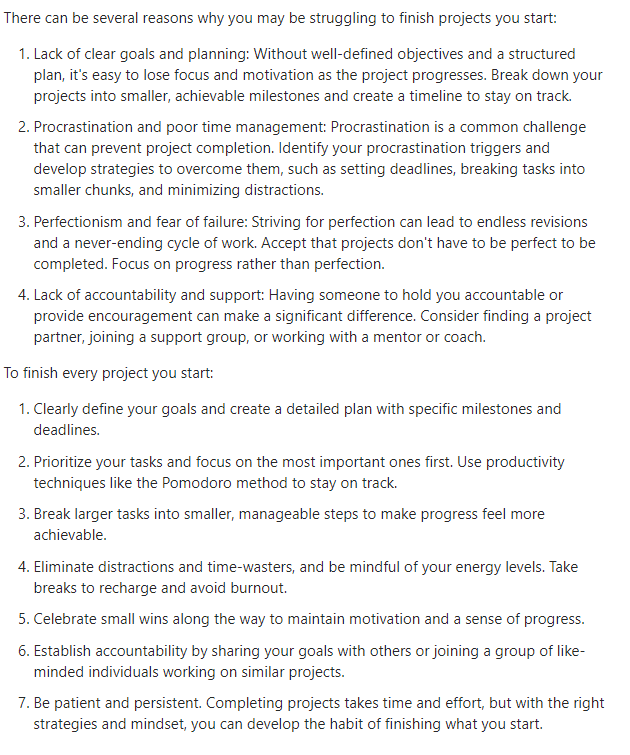 There can be several reasons why you may be struggling to finish projects you start:
1. Lack of clear goals and planning: Without well-defined objectives and a structured
plan, it's easy to lose focus and motivation as the project progresses. Break down your
projects into smaller, achievable milestones and create a timeline to stay on track.
2. Procrastination and poor time management: Procrastination is a common challenge
that can prevent project completion. Identify your procrastination triggers and
develop strategies to overcome them, such as setting deadlines, breaking tasks into
smaller chunks, and minimizing distractions.
3. Perfectionism and fear of failure: Striving for perfection can lead to endless revisions
and a never-ending cycle of work. Accept that projects don't have to be perfect to be
completed. Focus on progress rather than perfection.
4. Lack of accountability and support: Having someone to hold you accountable or
provide encouragement can make a significant difference. Consider finding a project
partner, joining a support group, or working with a mentor or coach.
To finish every project you start:
1. Clearly define your goals and create a detailed plan with specific milestones and
deadlines.
2. Prioritize your tasks and focus on the most important ones first. Use productivity
techniques like the Pomodoro method to stay on track.
3. Break larger tasks into smaller, manageable steps to make progress feel more
achievable.
4. Eliminate distractions and time-wasters, and be mindful of your energy levels. Take
breaks to recharge and avoid burnout.
5. Celebrate small wins along the way to maintain motivation and a sense of progress.
6. Establish accountability by sharing your goals with others or joining a group of like-
minded individuals working on similar projects.
7. Be patient and persistent. Completing projects takes time and effort, but with the right
strategies and mindset, you can develop the habit of finishing what you start.